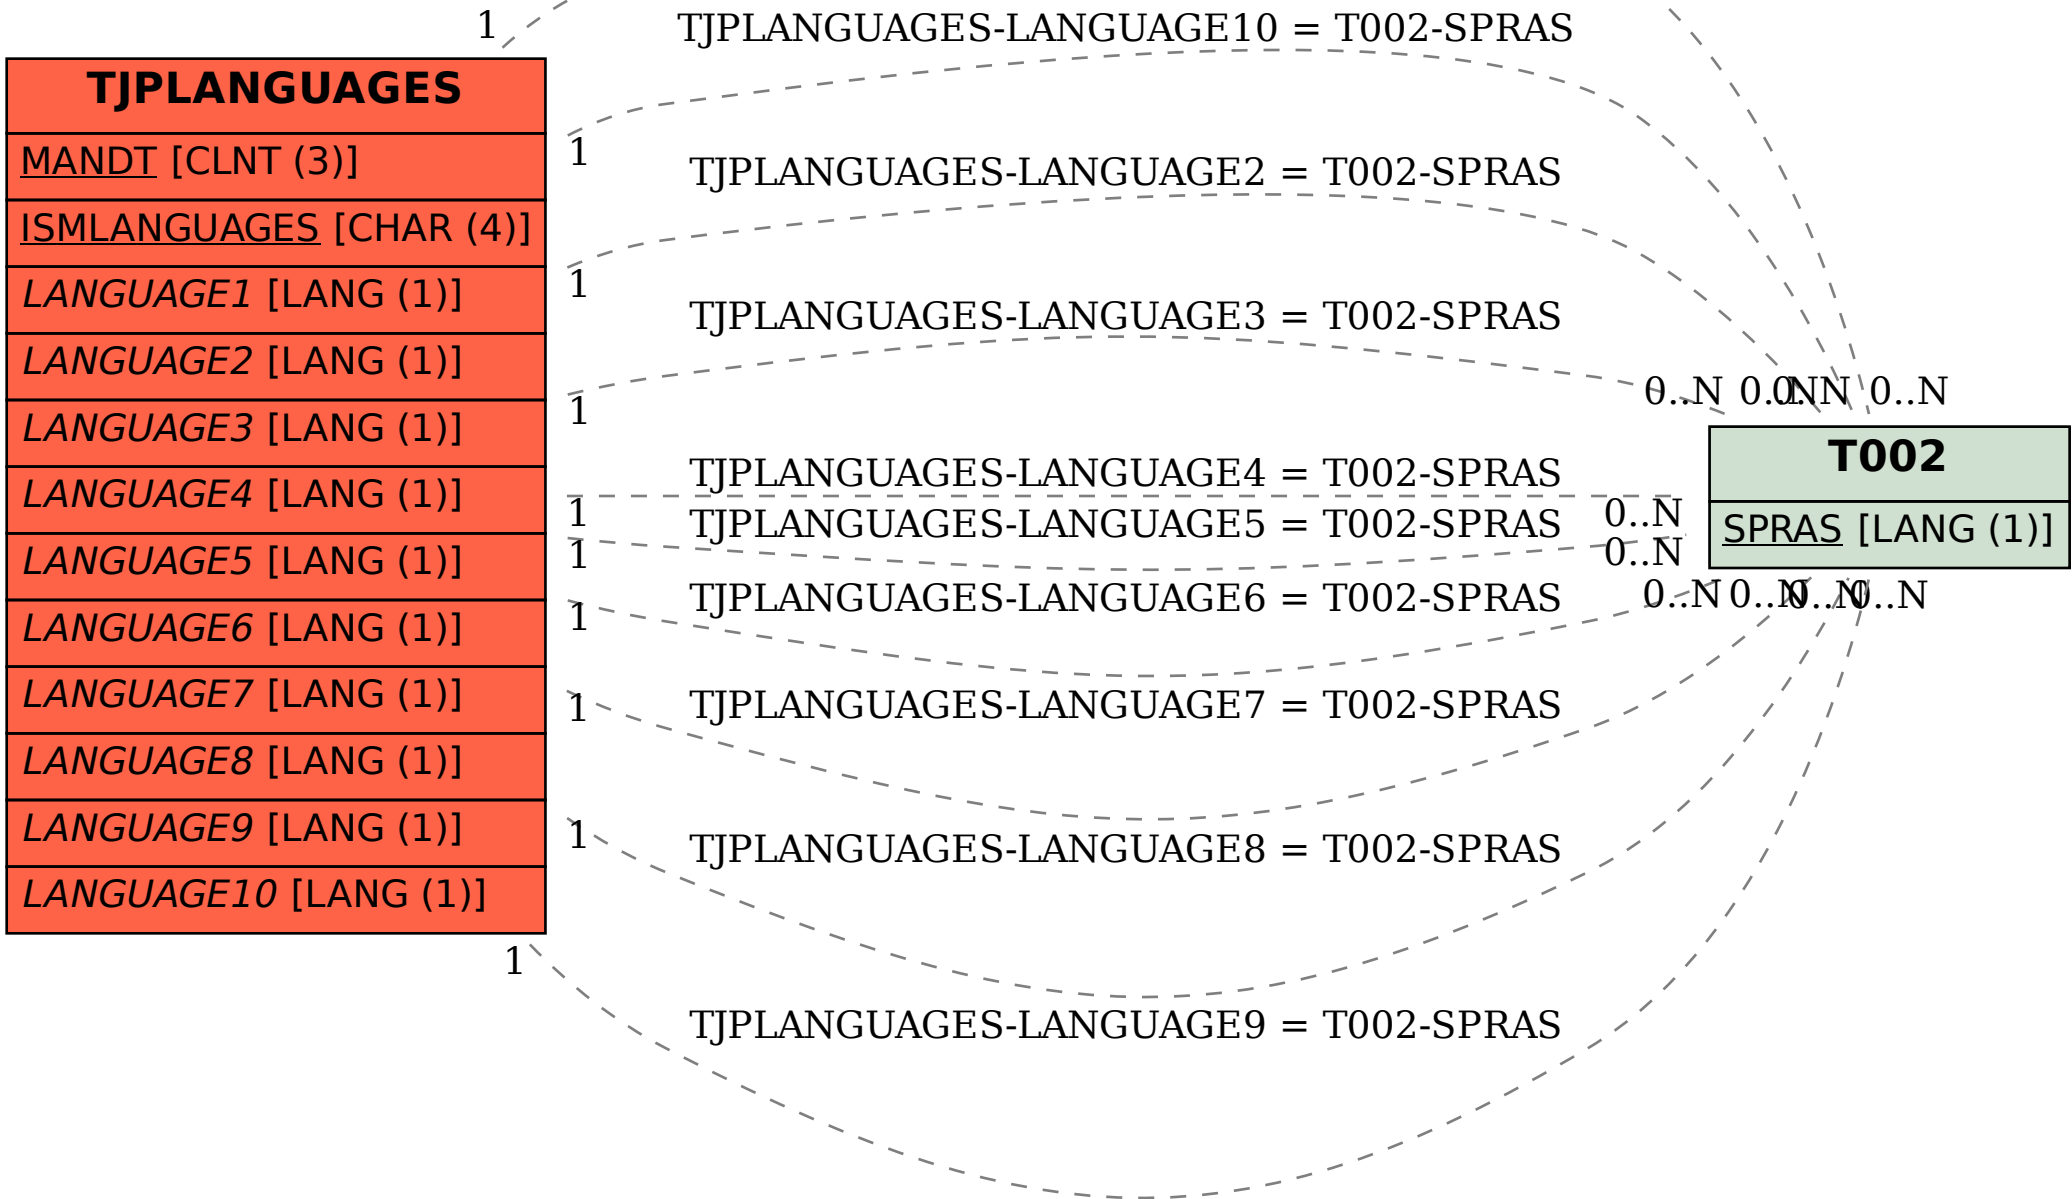 TJPLANGUAGES
MANDT [CLNT (3)]
ISMLANGUAGES [CHAR (4)]
LANGUAGE1 [LANG (1)]
LANGUAGE2 [LANG (1)]
LANGUAGE3 [LANG (1)]
LANGUAGE4 [LANG (1)]
LANGUAGE5 [LANG (1)]
LANGUAGE6 [LANG (1)]
LANGUAGE7 [LANG (1)]
LANGUAGE8 [LANG (1)]
LANGUAGE9 [LANG (1)]
LANGUAGE10 [LANG (1)]
1
TJPLANGUAGES-LANGUAGE10 = T002-SPRAS
1
TJPLANGUAGES-LANGUAGE2 = T002-SPRAS
1
TJPLANGUAGES-LANGUAGE3 = T002-SPRAS
1
TJPLANGUAGES-LANGUAGE4 = T002-SPRAS
1
TJPLANGUAGES-LANGUAGE5 = T002-SPRAS
1
TJPLANGUAGES-LANGUAGE6 = T002-SPRAS
1
TJPLANGUAGES-LANGUAGE7 = T002-SPRAS
1
TJPLANGUAGES-LANGUAGE8 = T002-SPRAS
1
TJPLANGUAGES-LANGUAGE9 = T002-SPRAS
1
0..N
0..N
0..N
0..N
0..N
0..N
0..N
0..N
0..N
0..N
T002
SPRAS [LANG (1)]